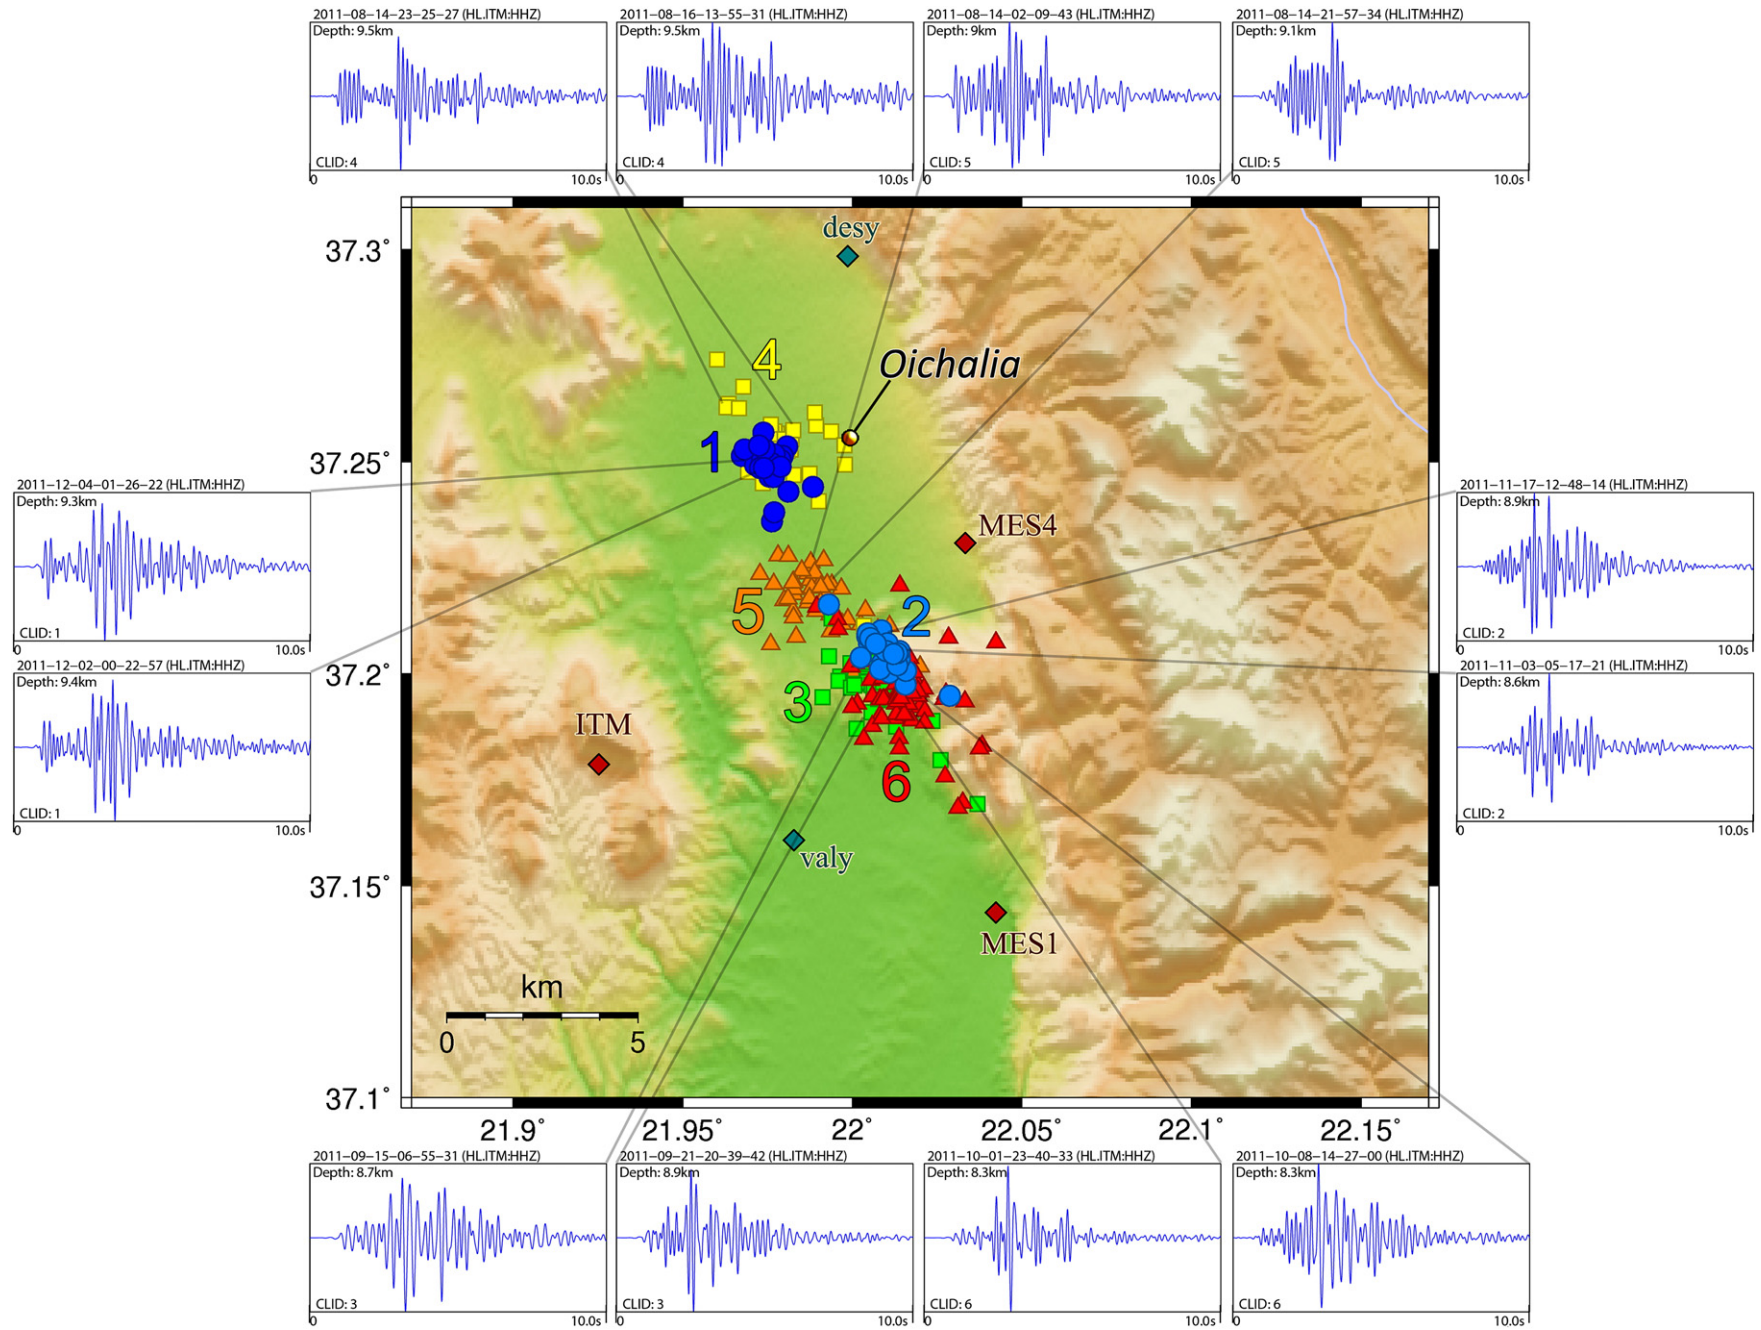 2011-08-14-23-25-27 (HL.ITM:HHZ)
Depth: 9.5km
CLID: 4
0 10.0s
2011-08-16-13-55-31 (HL.ITM:HHZ)
Depth: 9.5km
CLID: 4
0 10.0s
2011-08-14-02-09-43 (HL.ITM:HHZ)
Depth: 9km
CLID: 5
0 10.0s
2011-08-14-21-57-34 (HL.ITM:HHZ)
Depth: 9.1km
CLID: 5
0 10.0s
desy
37.3°
4
Oichalia
1
37.25°
2011-12-04-01-26-22 (HL.ITM:HHZ)
Depth: 9.3km
CLID: 1
0 10.0s
MES4
2011-11-17-12-48-14 (HL.ITM:HHZ)
Depth: 8.9km
CLID: 2
0 10.0s
5
2
37.2°
2011-12-02-00-22-57 (HL.ITM:HHZ)
Depth: 9.4km
CLID: 1
0 10.0s
3
ITM
6
2011-11-03-05-17-21 (HL.ITM:HHZ)
Depth: 8.6km
CLID: 2
0 10.0s
valy
37.15°
MES1
km
0 5
37.1°
21.9° 21.95° 22° 22.05° 22.1° 22.15°
2011-09-15-06-55-31 (HL.ITM:HHZ)
Depth: 8.7km
CLID: 3
0 10.0s
2011-09-21-20-39-42 (HL.ITM:HHZ)
Depth: 8.9km
CLID: 3
0 10.0s
2011-10-01-23-40-33 (HL.ITM:HHZ)
Depth: 8.3km
CLID: 6
0 10.0s
2011-10-08-14-27-00 (HL.ITM:HHZ)
Depth: 8.3km
CLID: 6
0 10.0s